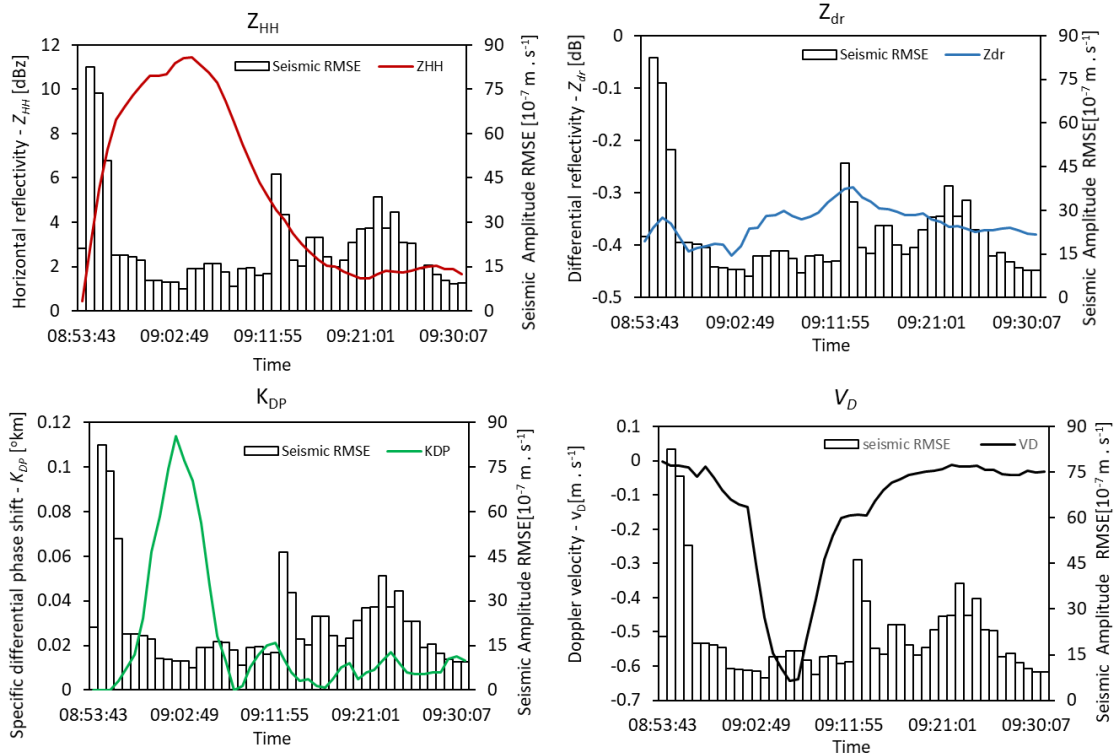 Z_HH
Horizontal reflectivity - Z_HH [dBz]
12
10
8
6
4
2
0
Seismic RMSE
ZHH
90
75
60
45
30
15
0
Seismic Amplitude RMSE [10⁻⁷ m . s⁻¹]
08:53:43 09:02:49 09:11:55 09:21:01 09:30:07
Time
Z_dr
Differential reflectivity - Z_dr [dB]
0
-0.1
-0.2
-0.3
-0.4
-0.5
Seismic RMSE
Zdr
90
75
60
45
30
15
0
Seismic Amplitude RMSE[10⁻⁷ m . s⁻¹]
08:53:43 09:02:49 09:11:55 09:21:01 09:30:07
Time
K_DP
Specific differential phase shift - K_DP [°km]
0.12
0.1
0.08
0.06
0.04
0.02
0
Seismic RMSE
KDP
90
75
60
45
30
15
0
Seismic Amplitude RMSE[10⁻⁷ m . s⁻¹]
08:53:43 09:02:49 09:11:55 09:21:01 09:30:07
Time
V_D
Doppler velocity - v_D[m . s⁻¹]
0.1
0
-0.1
-0.2
-0.3
-0.4
-0.5
-0.6
-0.7
seismic RMSE
VD
90
75
60
45
30
15
0
Seismic Amplitude RMSE[10⁻⁷ m . s⁻¹]
08:53:43 09:02:49 09:11:55 09:21:01 09:30:07
Time